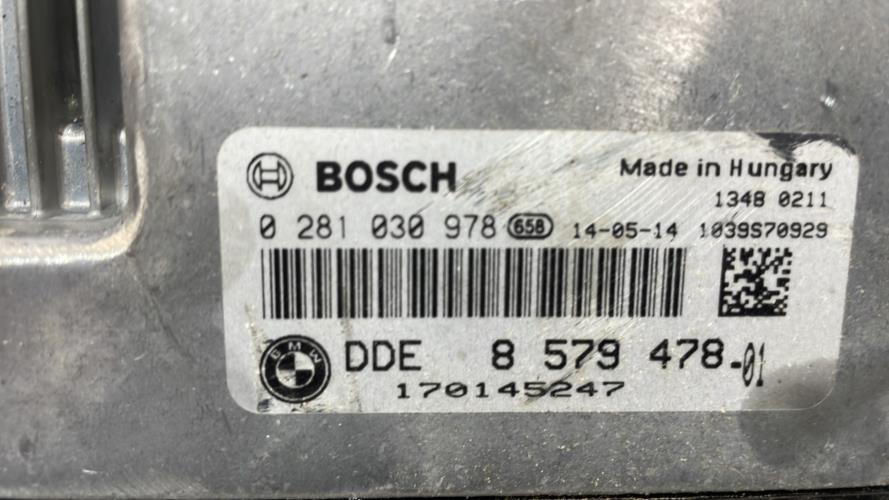 BOSCH
Made in Hungary
1348 0211
0 281 030 978 658 14-05-14 1039S70929
BMW
DDE 8 579 478-01
170145247